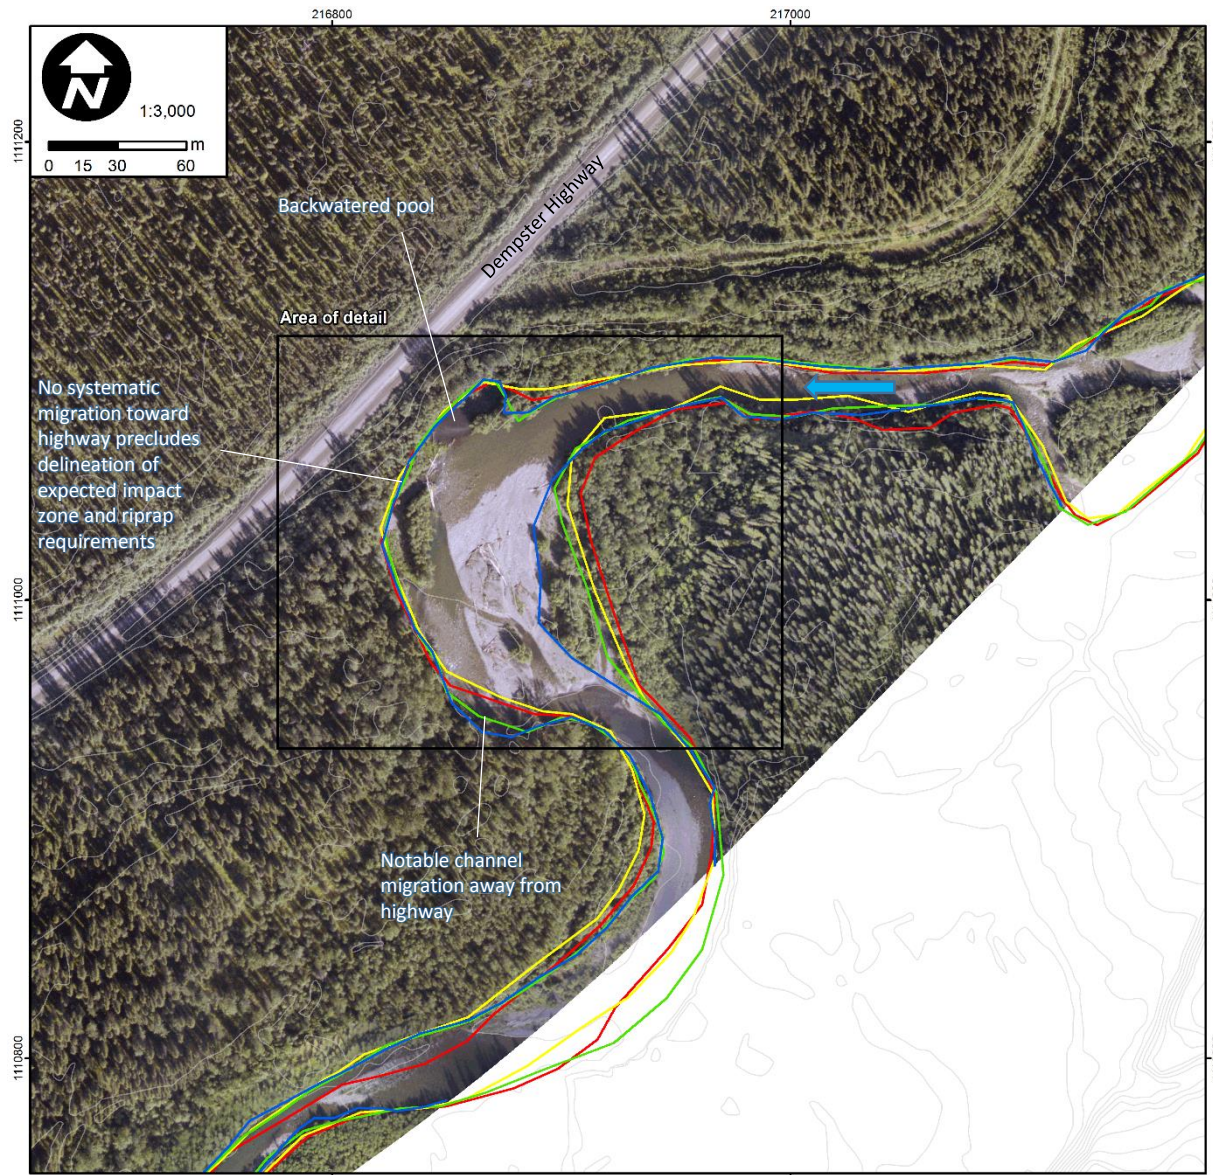 216800
217000
N
1:3,000
m
0 15 30 60
1111200
Backwatered pool
Dempster Highway
Area of detail
No systematic
migration toward
highway precludes
delineation of
expected impact
zone and riprap
requirements
1111000
Notable channel
migration away from
highway
1110800